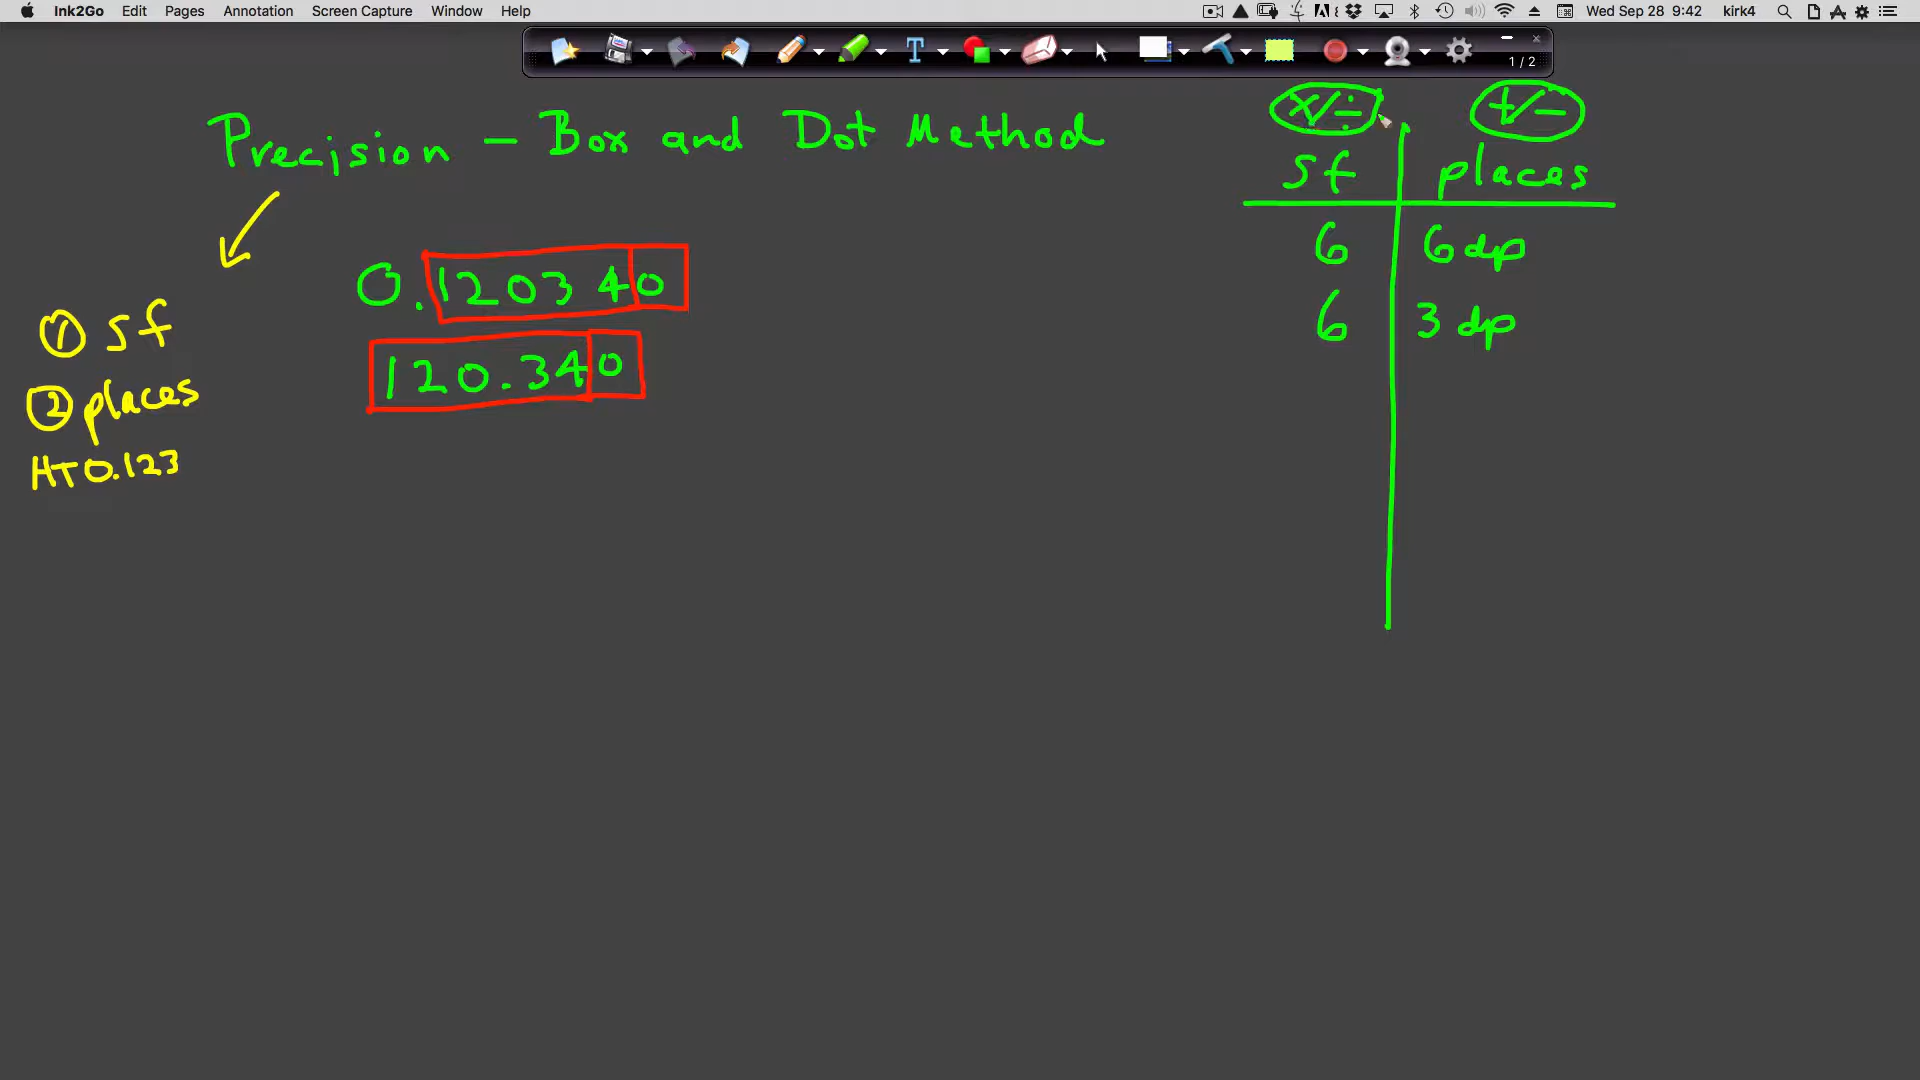 Ink2Go Edit Pages Annotation Screen Capture Window Help Wed Sep 28 9:42 kirk4
1 / 2
Precision - Box and Dot Method
x/÷ +/-
sf places
0.120340 6 6 dp
120.340 6 3 dp
① sf
② places
HTO.123